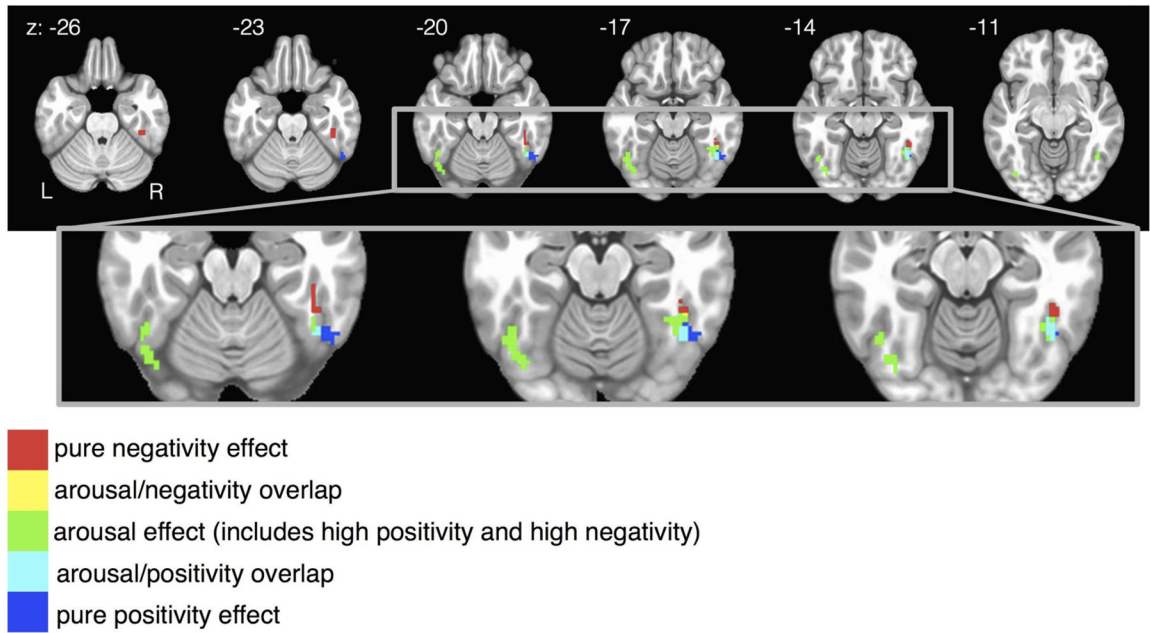 z: -26 -23 -20 -17 -14 -11
L R
pure negativity effect
arousal/negativity overlap
arousal effect (includes high positivity and high negativity)
arousal/positivity overlap
pure positivity effect